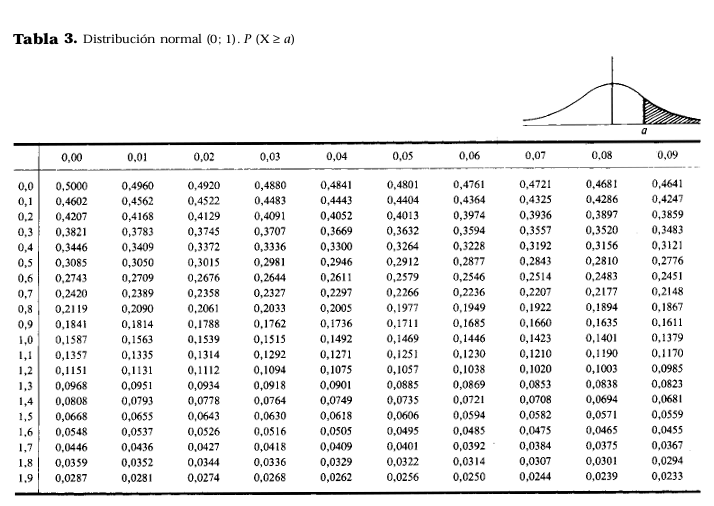 Tabla 3. Distribución normal (0; 1). P (X ≥ a)
a
0,00 0,01 0,02 0,03 0,04 0,05 0,06 0,07 0,08 0,09
0,0 0,5000 0,4960 0,4920 0,4880 0,4841 0,4801 0,4761 0,4721 0,4681 0,4641
0,1 0,4602 0,4562 0,4522 0,4483 0,4443 0,4404 0,4364 0,4325 0,4286 0,4247
0,2 0,4207 0,4168 0,4129 0,4091 0,4052 0,4013 0,3974 0,3936 0,3897 0,3859
0,3 0,3821 0,3783 0,3745 0,3707 0,3669 0,3632 0,3594 0,3557 0,3520 0,3483
0,4 0,3446 0,3409 0,3372 0,3336 0,3300 0,3264 0,3228 0,3192 0,3156 0,3121
0,5 0,3085 0,3050 0,3015 0,2981 0,2946 0,2912 0,2877 0,2843 0,2810 0,2776
0,6 0,2743 0,2709 0,2676 0,2644 0,2611 0,2579 0,2546 0,2514 0,2483 0,2451
0,7 0,2420 0,2389 0,2358 0,2327 0,2297 0,2266 0,2236 0,2207 0,2177 0,2148
0,8 0,2119 0,2090 0,2061 0,2033 0,2005 0,1977 0,1949 0,1922 0,1894 0,1867
0,9 0,1841 0,1814 0,1788 0,1762 0,1736 0,1711 0,1685 0,1660 0,1635 0,1611
1,0 0,1587 0,1563 0,1539 0,1515 0,1492 0,1469 0,1446 0,1423 0,1401 0,1379
1,1 0,1357 0,1335 0,1314 0,1292 0,1271 0,1251 0,1230 0,1210 0,1190 0,1170
1,2 0,1151 0,1131 0,1112 0,1094 0,1075 0,1057 0,1038 0,1020 0,1003 0,0985
1,3 0,0968 0,0951 0,0934 0,0918 0,0901 0,0885 0,0869 0,0853 0,0838 0,0823
1,4 0,0808 0,0793 0,0778 0,0764 0,0749 0,0735 0,0721 0,0708 0,0694 0,0681
1,5 0,0668 0,0655 0,0643 0,0630 0,0618 0,0606 0,0594 0,0582 0,0571 0,0559
1,6 0,0548 0,0537 0,0526 0,0516 0,0505 0,0495 0,0485 0,0475 0,0465 0,0455
1,7 0,0446 0,0436 0,0427 0,0418 0,0409 0,0401 0,0392 0,0384 0,0375 0,0367
1,8 0,0359 0,0352 0,0344 0,0336 0,0329 0,0322 0,0314 0,0307 0,0301 0,0294
1,9 0,0287 0,0281 0,0274 0,0268 0,0262 0,0256 0,0250 0,0244 0,0239 0,0233